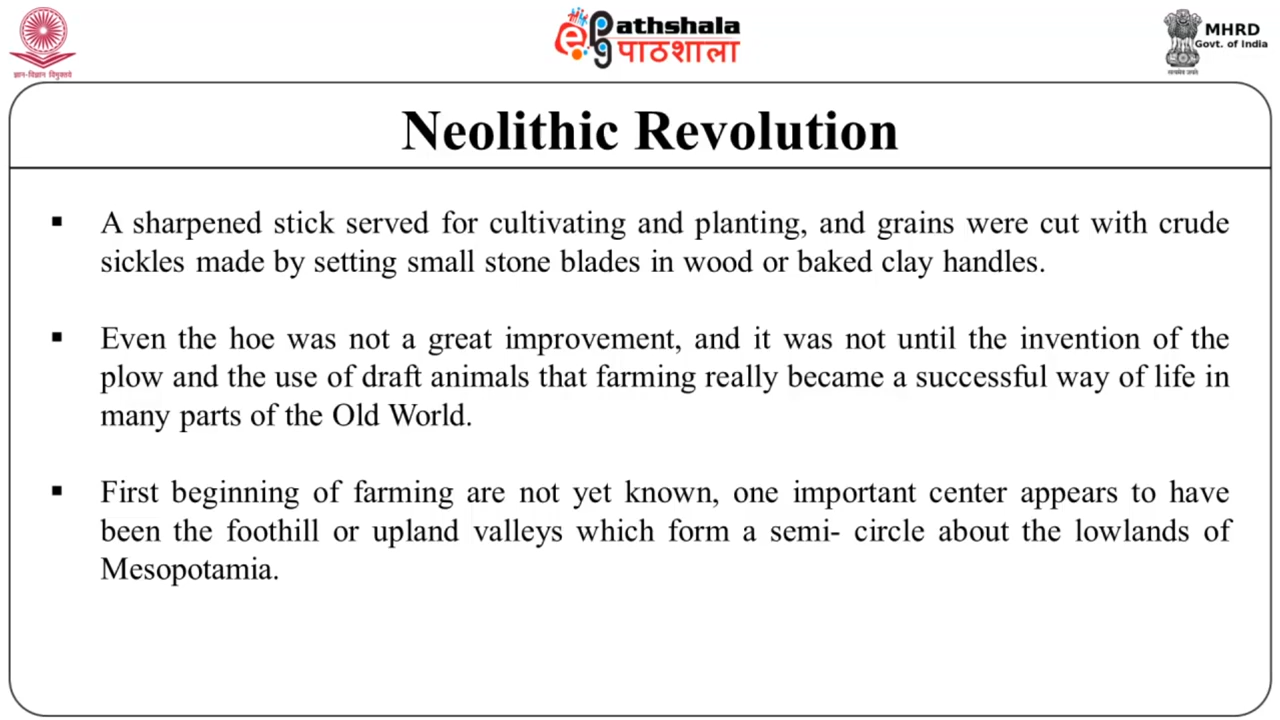 ज्ञान-विज्ञान विमुक्तये
ePathshala
पाठशाला
MHRD
Govt. of India
सत्यमेव जयते
Neolithic Revolution
▪ A sharpened stick served for cultivating and planting, and grains were cut with crude
sickles made by setting small stone blades in wood or baked clay handles.
▪ Even the hoe was not a great improvement, and it was not until the invention of the
plow and the use of draft animals that farming really became a successful way of life in
many parts of the Old World.
▪ First beginning of farming are not yet known, one important center appears to have
been the foothill or upland valleys which form a semi- circle about the lowlands of
Mesopotamia.